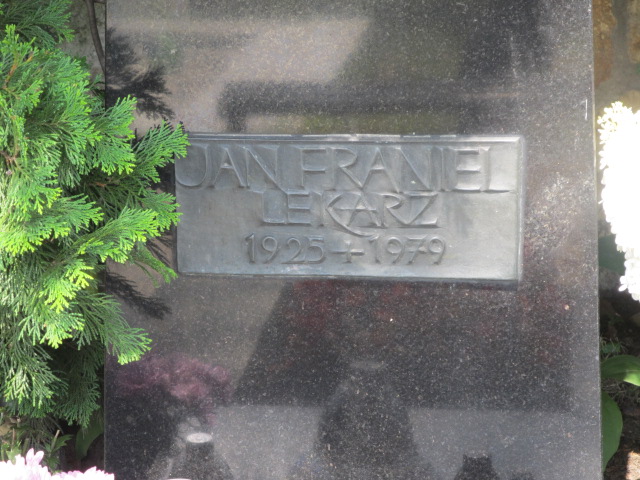 JAN FRANIEL
LEKARZ
1925 + 1979